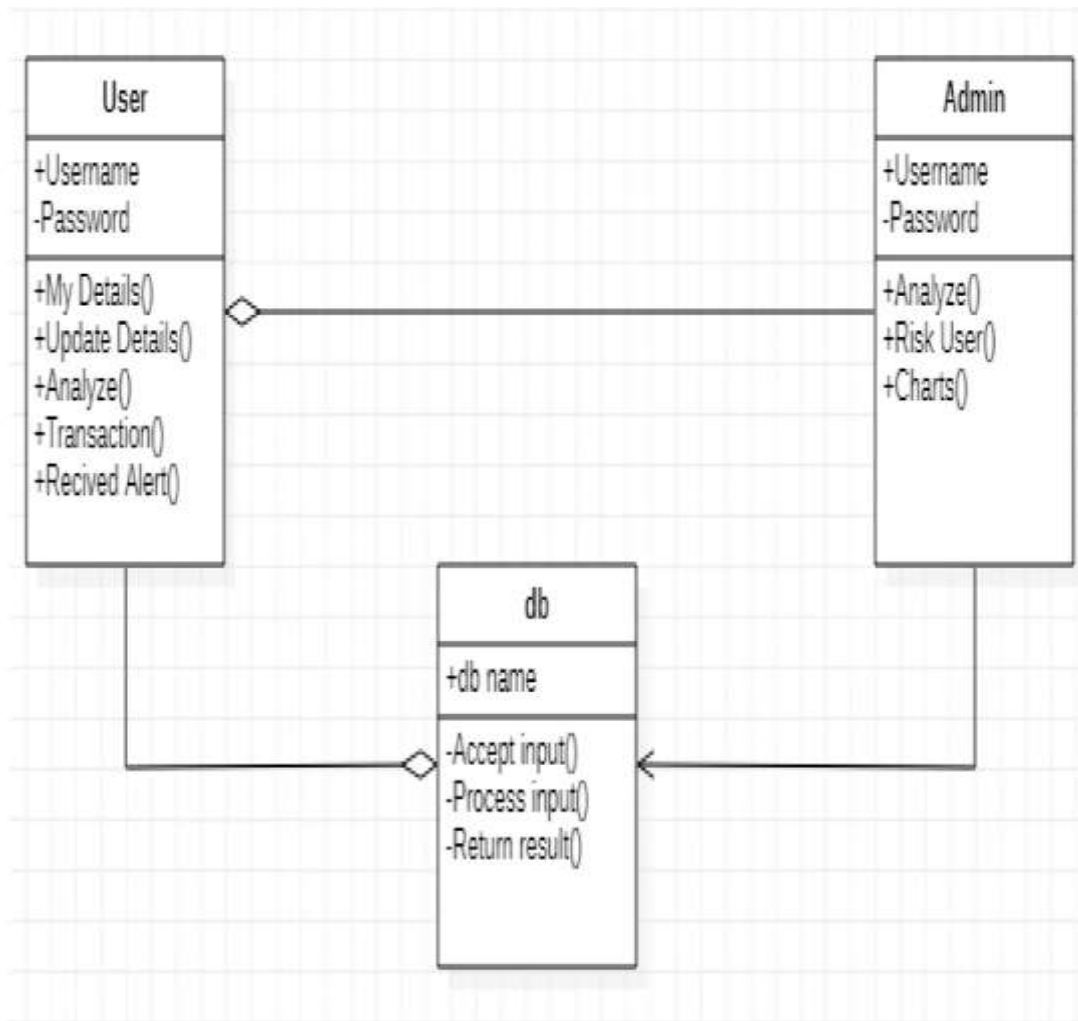 User
+Username
-Password
+My Details()
+Update Details()
+Analyze()
+Transaction()
+Recived Alert()
Admin
+Username
-Password
+Analyze()
+Risk User()
+Charts()
db
+db name
-Accept input()
-Process input()
-Return result()